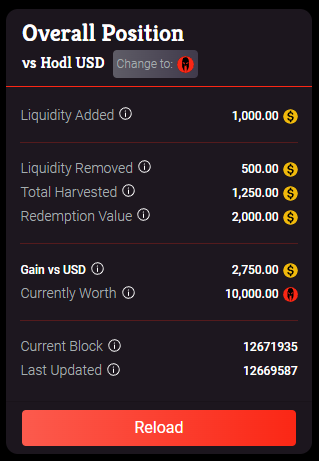 Overall Position
vs Hodl USD Change to:
Liquidity Added 1,000.00
Liquidity Removed 500.00
Total Harvested 1,250.00
Redemption Value 2,000.00
Gain vs USD 2,750.00
Currently Worth 10,000.00
Current Block 12671935
Last Updated 12669587
Reload